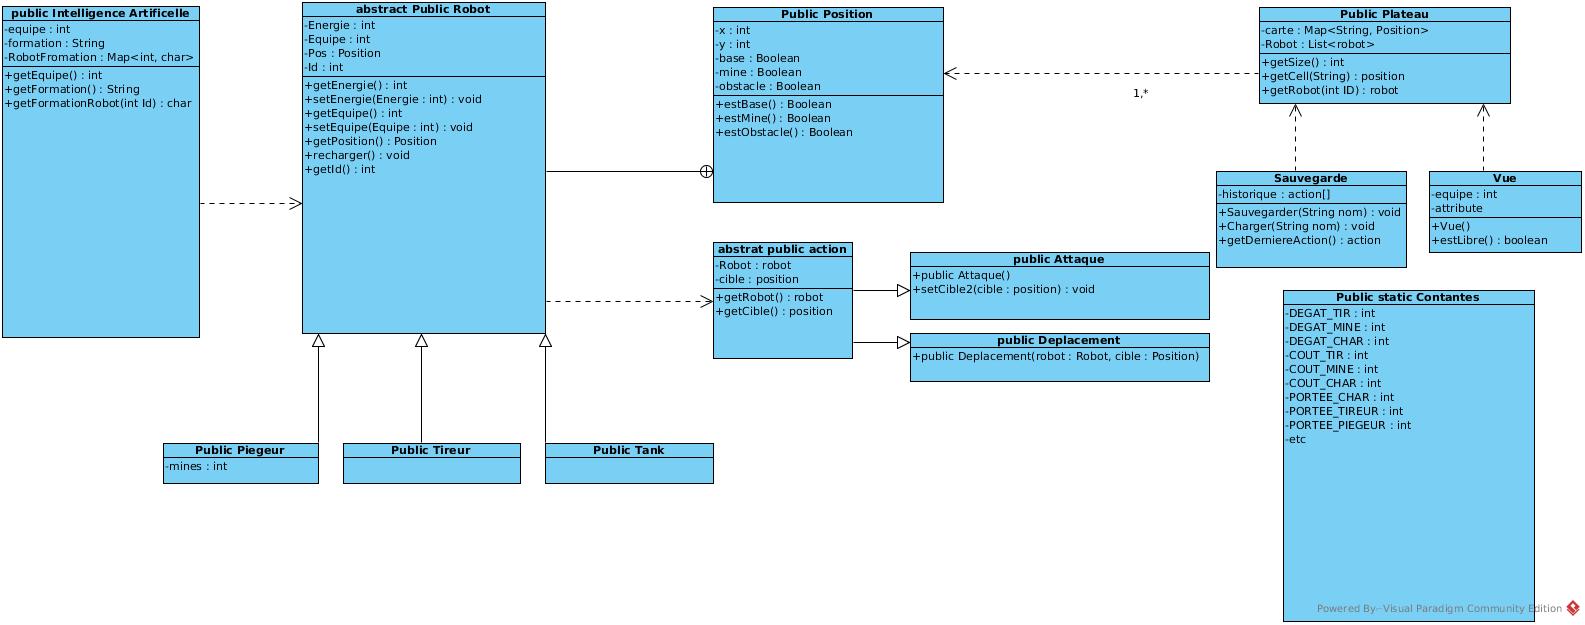 public Intelligence Artificelle
-equipe : int
-formation : String
-RobotFromation : Map<int, char>
+getEquipe() : int
+getFormation() : String
+getFormationRobot(int Id) : char
abstract Public Robot
-Energie : int
-Equipe : int
-Pos : Position
-Id : int
+getEnergie() : int
+setEnergie(Energie : int) : void
+getEquipe() : int
+setEquipe(Equipe : int) : void
+getPosition() : Position
+recharger() : void
+getId() : int
Public Position
-x : int
-y : int
-base : Boolean
-mine : Boolean
-obstacle : Boolean
+estBase() : Boolean
+estMine() : Boolean
+estObstacle() : Boolean
1,*
Public Plateau
-carte : Map<String, Position>
-Robot : List<robot>
+getSize() : int
+getCell(String) : position
+getRobot(int ID) : robot
Sauvegarde
-historique : action[]
+Sauvegarder(String nom) : void
+Charger(String nom) : void
+getDerniereAction() : action
Vue
-equipe : int
-attribute
+Vue()
+estLibre() : boolean
abstrat public action
-Robot : robot
-cible : position
+getRobot() : robot
+getCible() : position
public Attaque
+public Attaque()
+setCible2(cible : position) : void
public Deplacement
+public Deplacement(robot : Robot, cible : Position)
Public static Contantes
-DEGAT_TIR : int
-DEGAT_MINE : int
-DEGAT_CHAR : int
-COUT_TIR : int
-COUT_MINE : int
-COUT_CHAR : int
-PORTEE_CHAR : int
-PORTEE_TIREUR : int
-PORTEE_PIEGEUR : int
-etc
Public Piegeur
-mines : int
Public Tireur
Public Tank
Powered By Visual Paradigm Community Edition